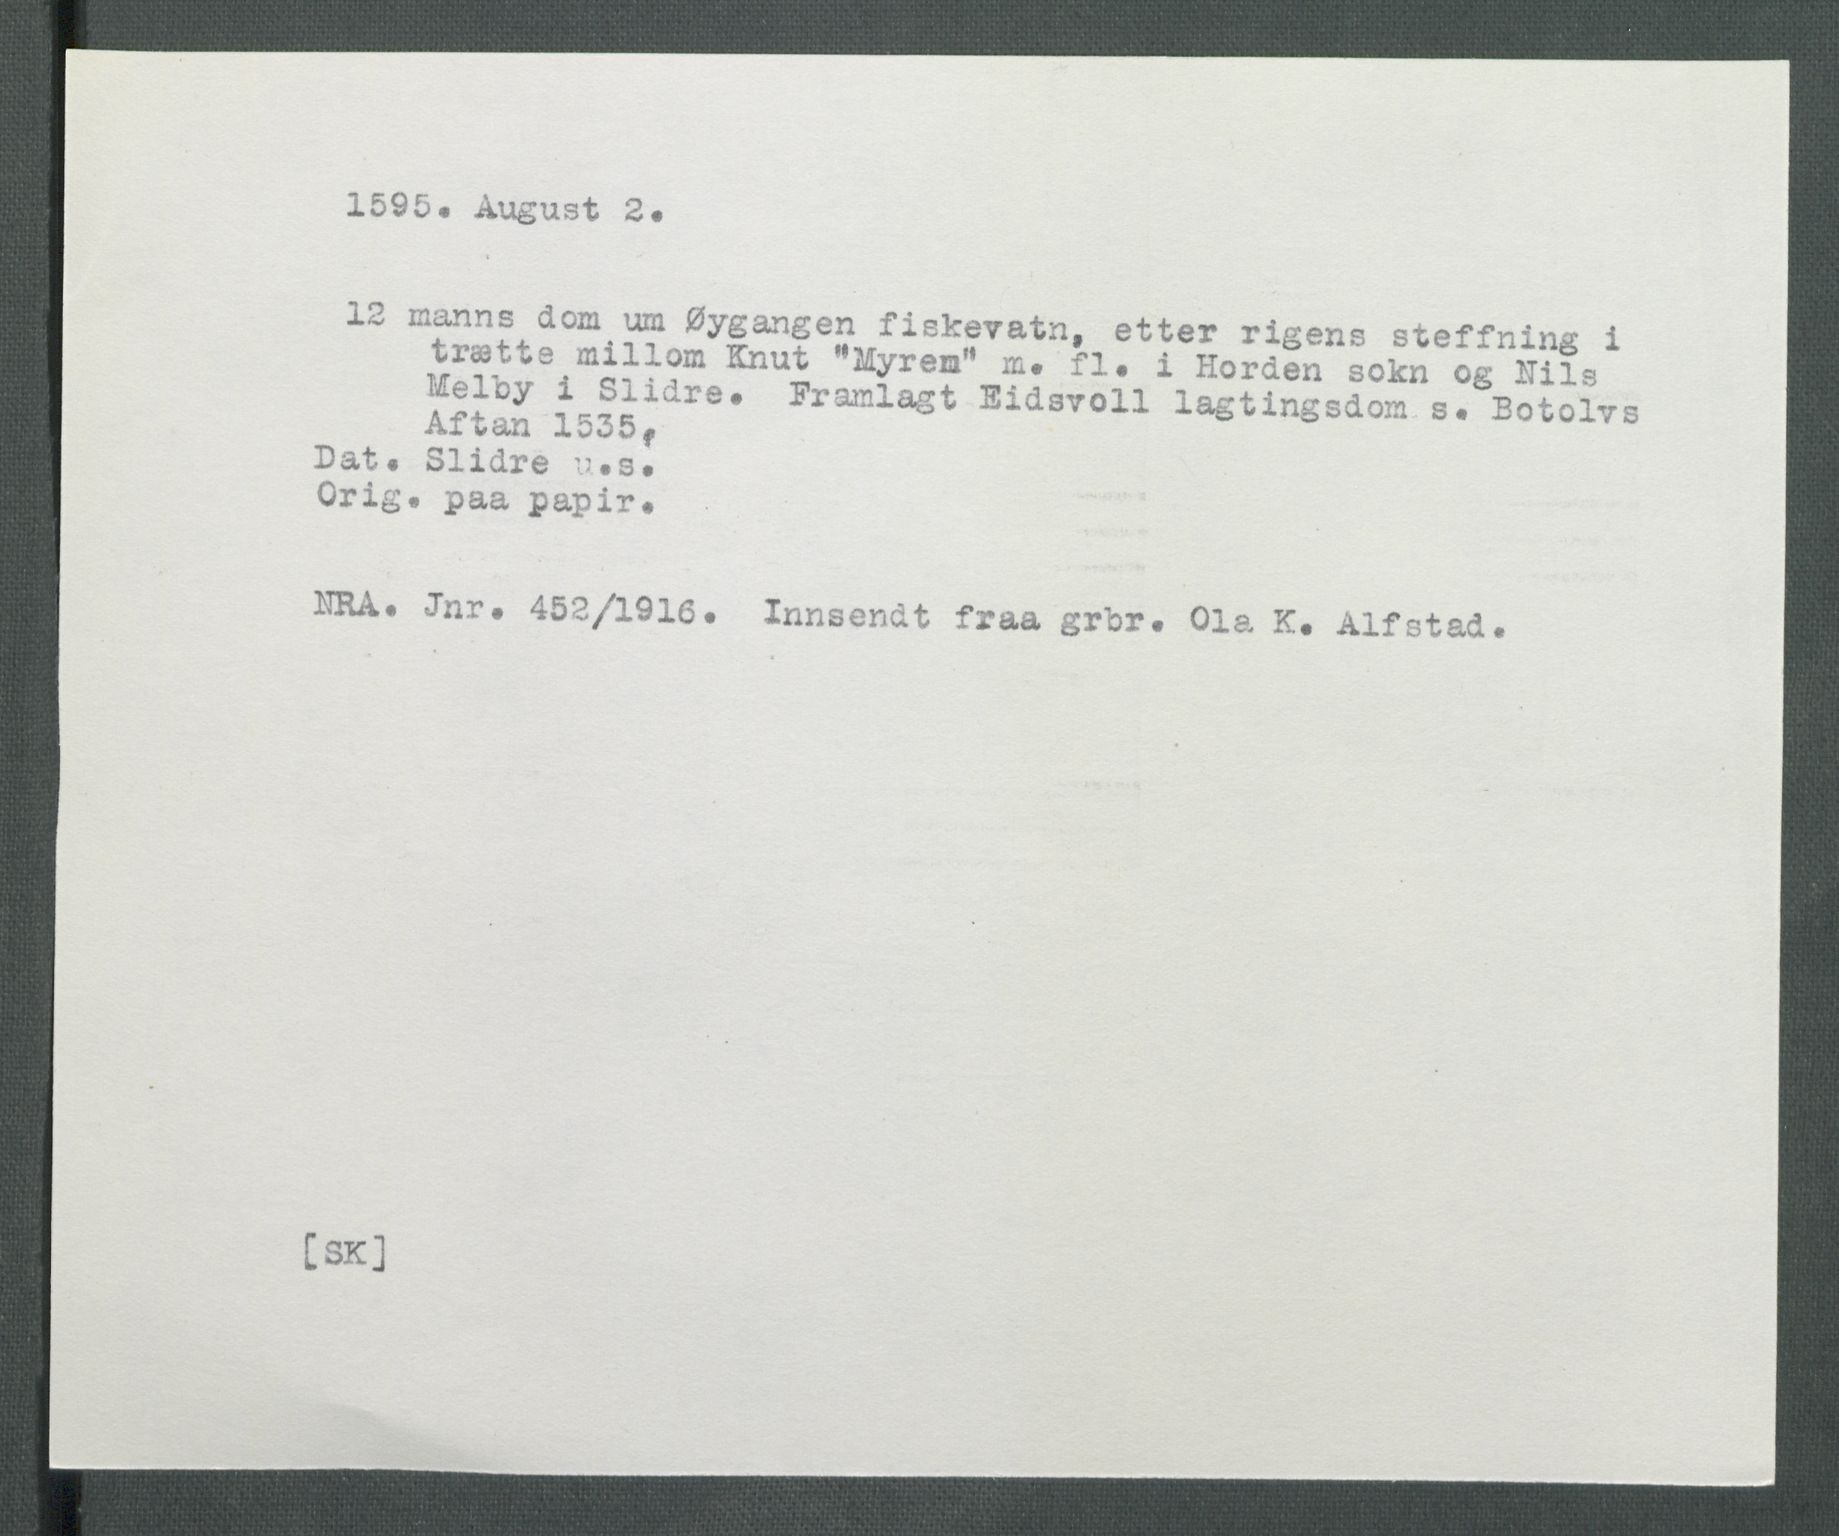 1595. August 2.
12 manns dom um Øygangen fiskevatn, etter rigens steffning i
trætte millom Knut "Myrem" m. fl. i Horden sokn og Nils
Melby i Slidre. Framlagt Eidsvoll lagtingsdom s. Botolvs
Aftan 1535,
Dat. Slidre u.s.
Orig. paa papir.
NRA. Jnr. 452/1916. Innsendt fraa grbr. Ola K. Alfstad.
[SK]